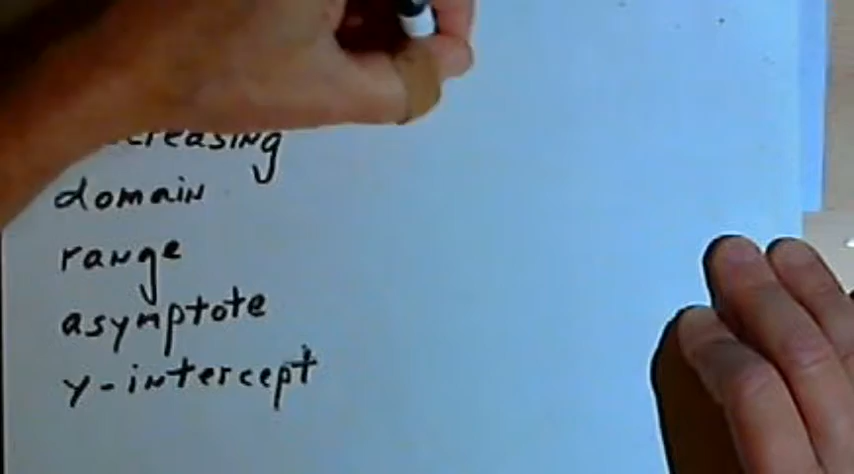 domain
range
asymptote
y-intercept